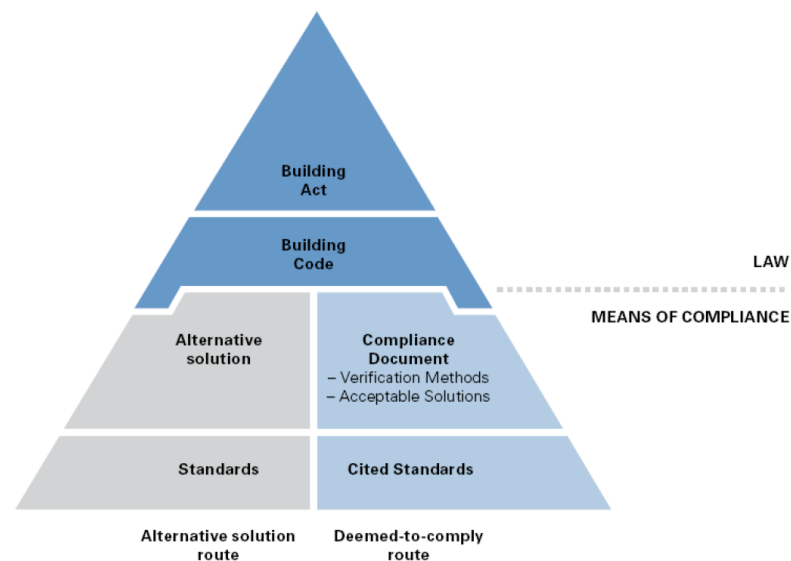 Building
Act
Building
Code
LAW
MEANS OF COMPLIANCE
Alternative
solution
Compliance
Document
– Verification Methods
– Acceptable Solutions
Standards
Cited Standards
Alternative solution
route
Deemed-to-comply
route